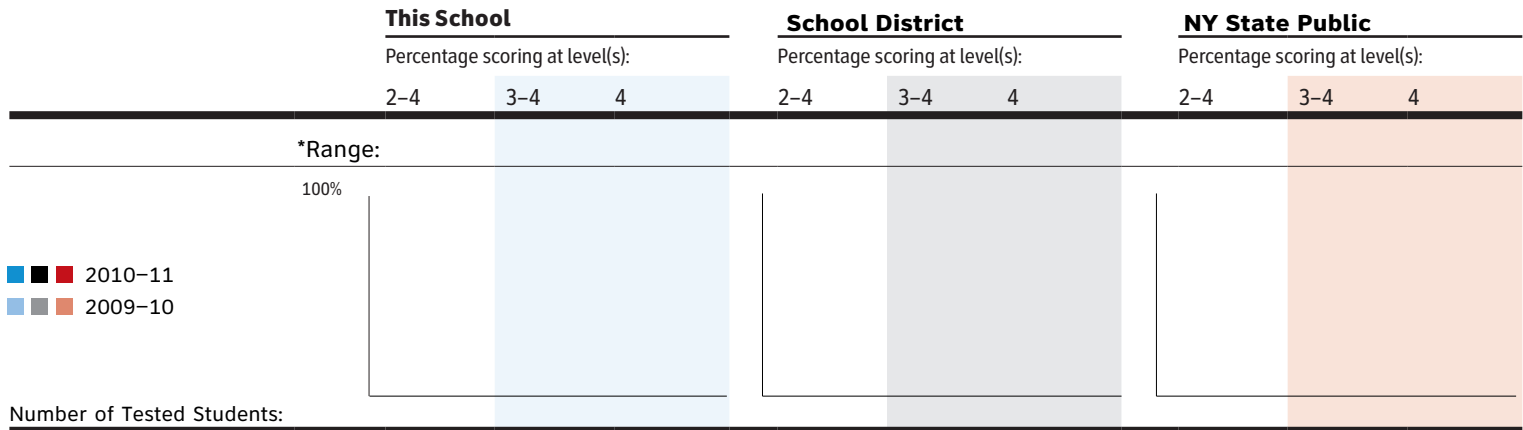 This School School District NY State Public
Percentage scoring at level(s): Percentage scoring at level(s): Percentage scoring at level(s):
2–4 3–4 4 2–4 3–4 4 2–4 3–4 4
*Range:
100%
2010–11
2009–10
Number of Tested Students: